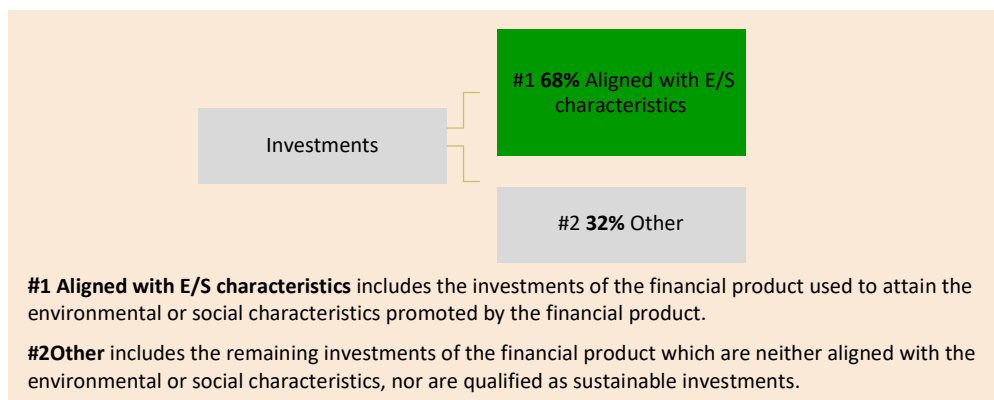 #1 68% Aligned with E/S
characteristics
Investments
#2 32% Other
#1 Aligned with E/S characteristics includes the investments of the financial product used to attain the
environmental or social characteristics promoted by the financial product.
#2Other includes the remaining investments of the financial product which are neither aligned with the
environmental or social characteristics, nor are qualified as sustainable investments.